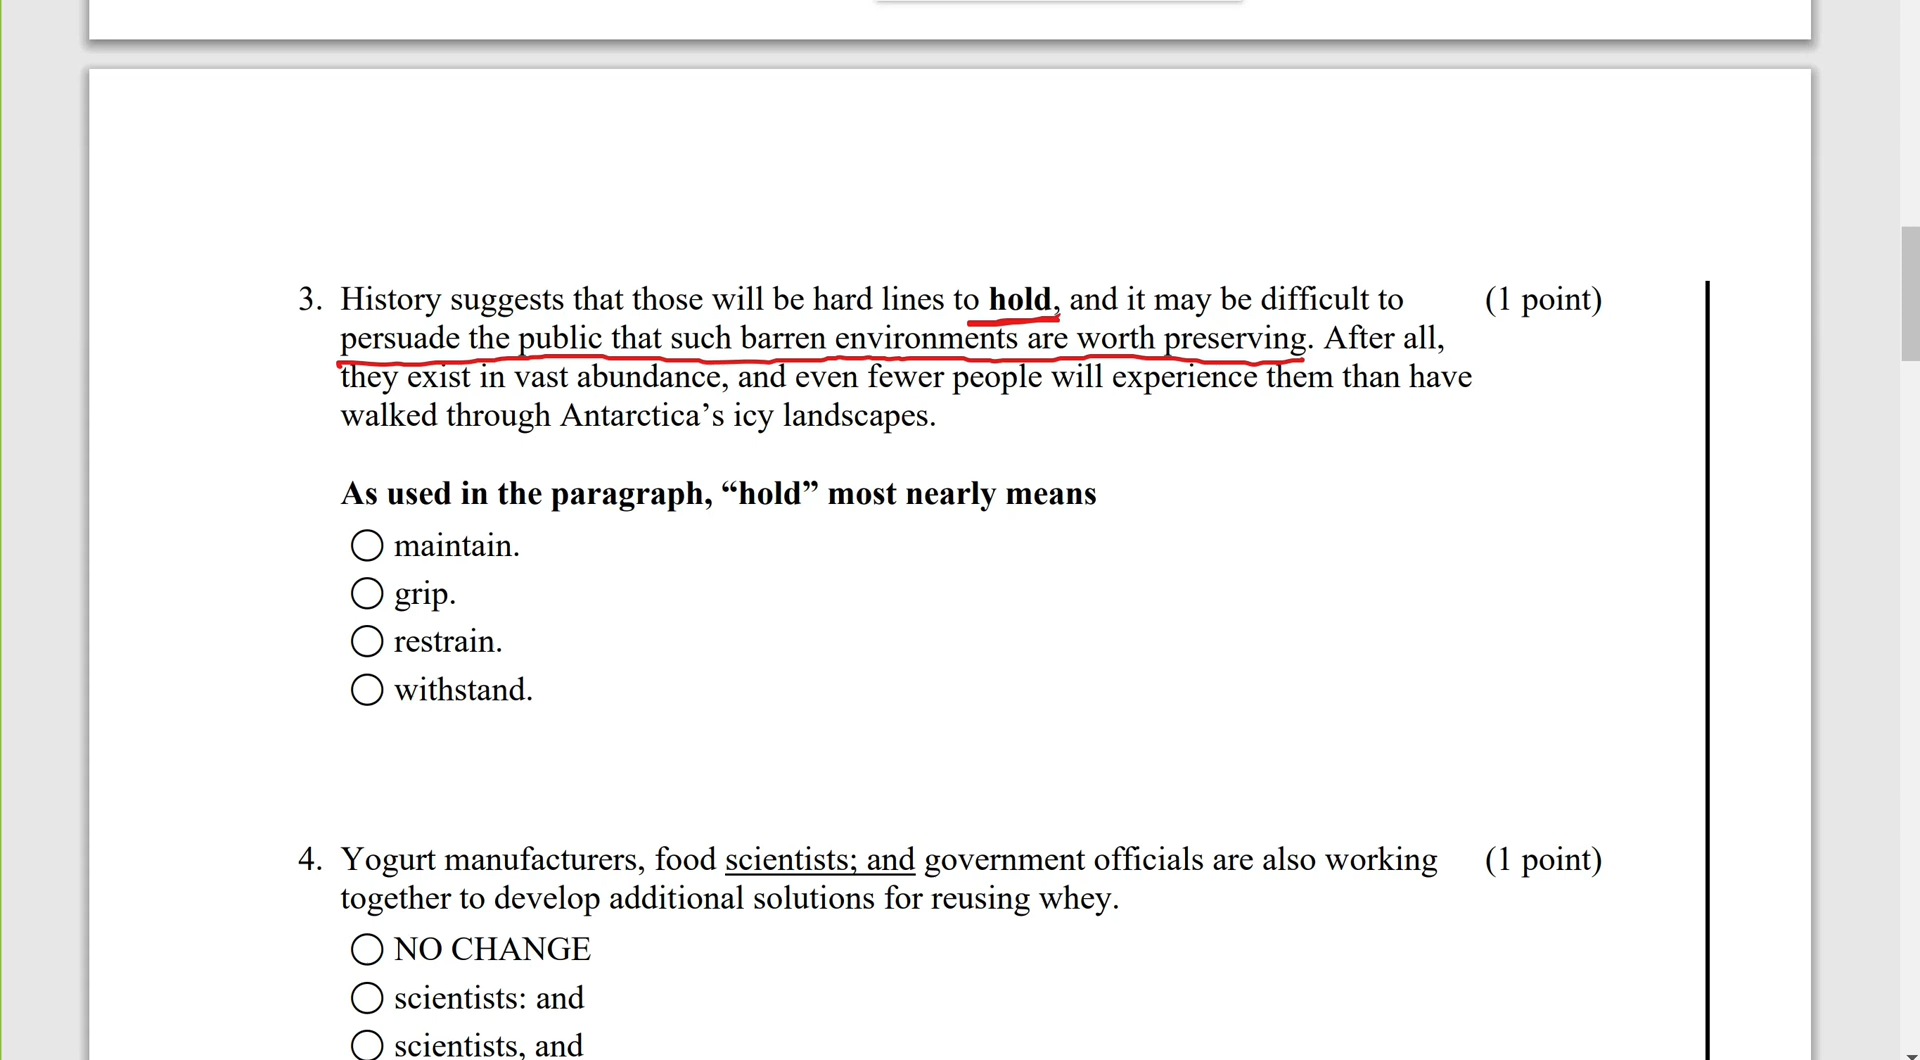 3. History suggests that those will be hard lines to hold, and it may be difficult to (1 point)
persuade the public that such barren environments are worth preserving. After all,
they exist in vast abundance, and even fewer people will experience them than have
walked through Antarctica’s icy landscapes.
As used in the paragraph, “hold” most nearly means
maintain.
grip.
restrain.
withstand.
4. Yogurt manufacturers, food scientists; and government officials are also working (1 point)
together to develop additional solutions for reusing whey.
NO CHANGE
scientists: and
scientists, and